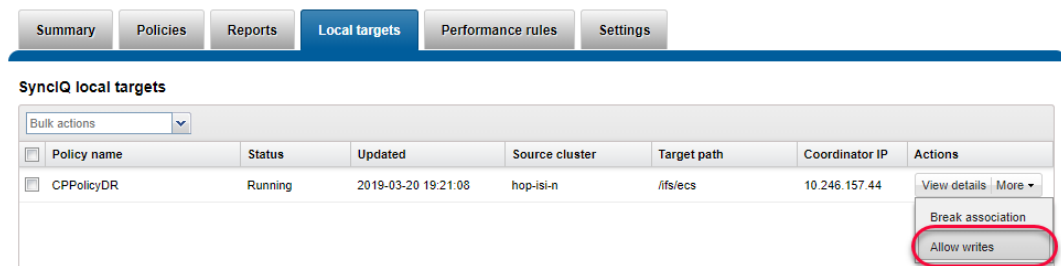 Summary Policies Reports Local targets Performance rules Settings
SyncIQ local targets
Bulk actions
Policy name Status Updated Source cluster Target path Coordinator IP Actions
CPPolicyDR Running 2019-03-20 19:21:08 hop-isi-n /ifs/ecs 10.246.157.44 View details More
Break association
Allow writes